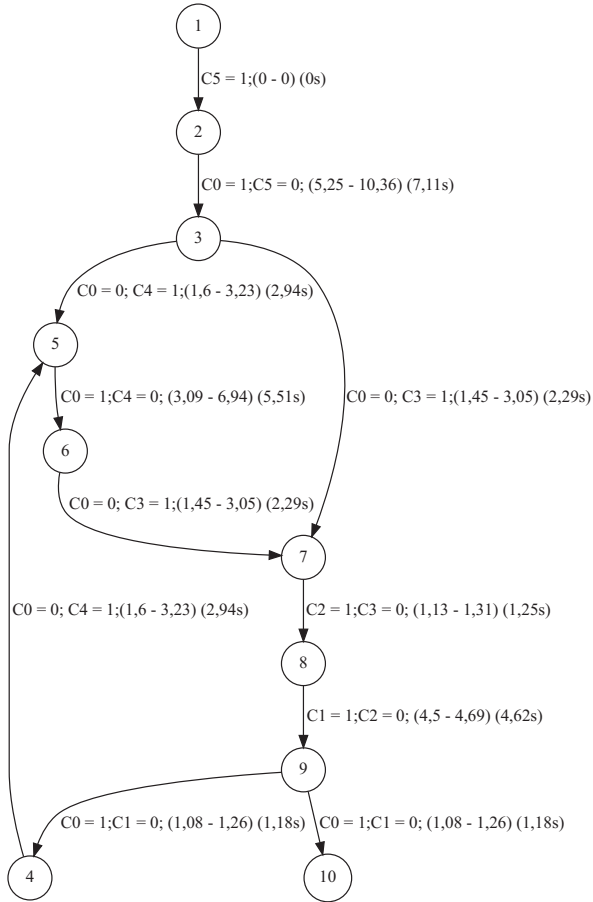 1
C5 = 1;(0 - 0) (0s)
2
C0 = 1;C5 = 0; (5,25 - 10,36) (7,11s)
3
C0 = 0; C4 = 1;(1,6 - 3,23) (2,94s)
5
C0 = 1;C4 = 0; (3,09 - 6,94) (5,51s)
C0 = 0; C3 = 1;(1,45 - 3,05) (2,29s)
6
C0 = 0; C3 = 1;(1,45 - 3,05) (2,29s)
7
C0 = 0; C4 = 1;(1,6 - 3,23) (2,94s)
C2 = 1;C3 = 0; (1,13 - 1,31) (1,25s)
8
C1 = 1;C2 = 0; (4,5 - 4,69) (4,62s)
9
C0 = 1;C1 = 0; (1,08 - 1,26) (1,18s)
C0 = 1;C1 = 0; (1,08 - 1,26) (1,18s)
4
10